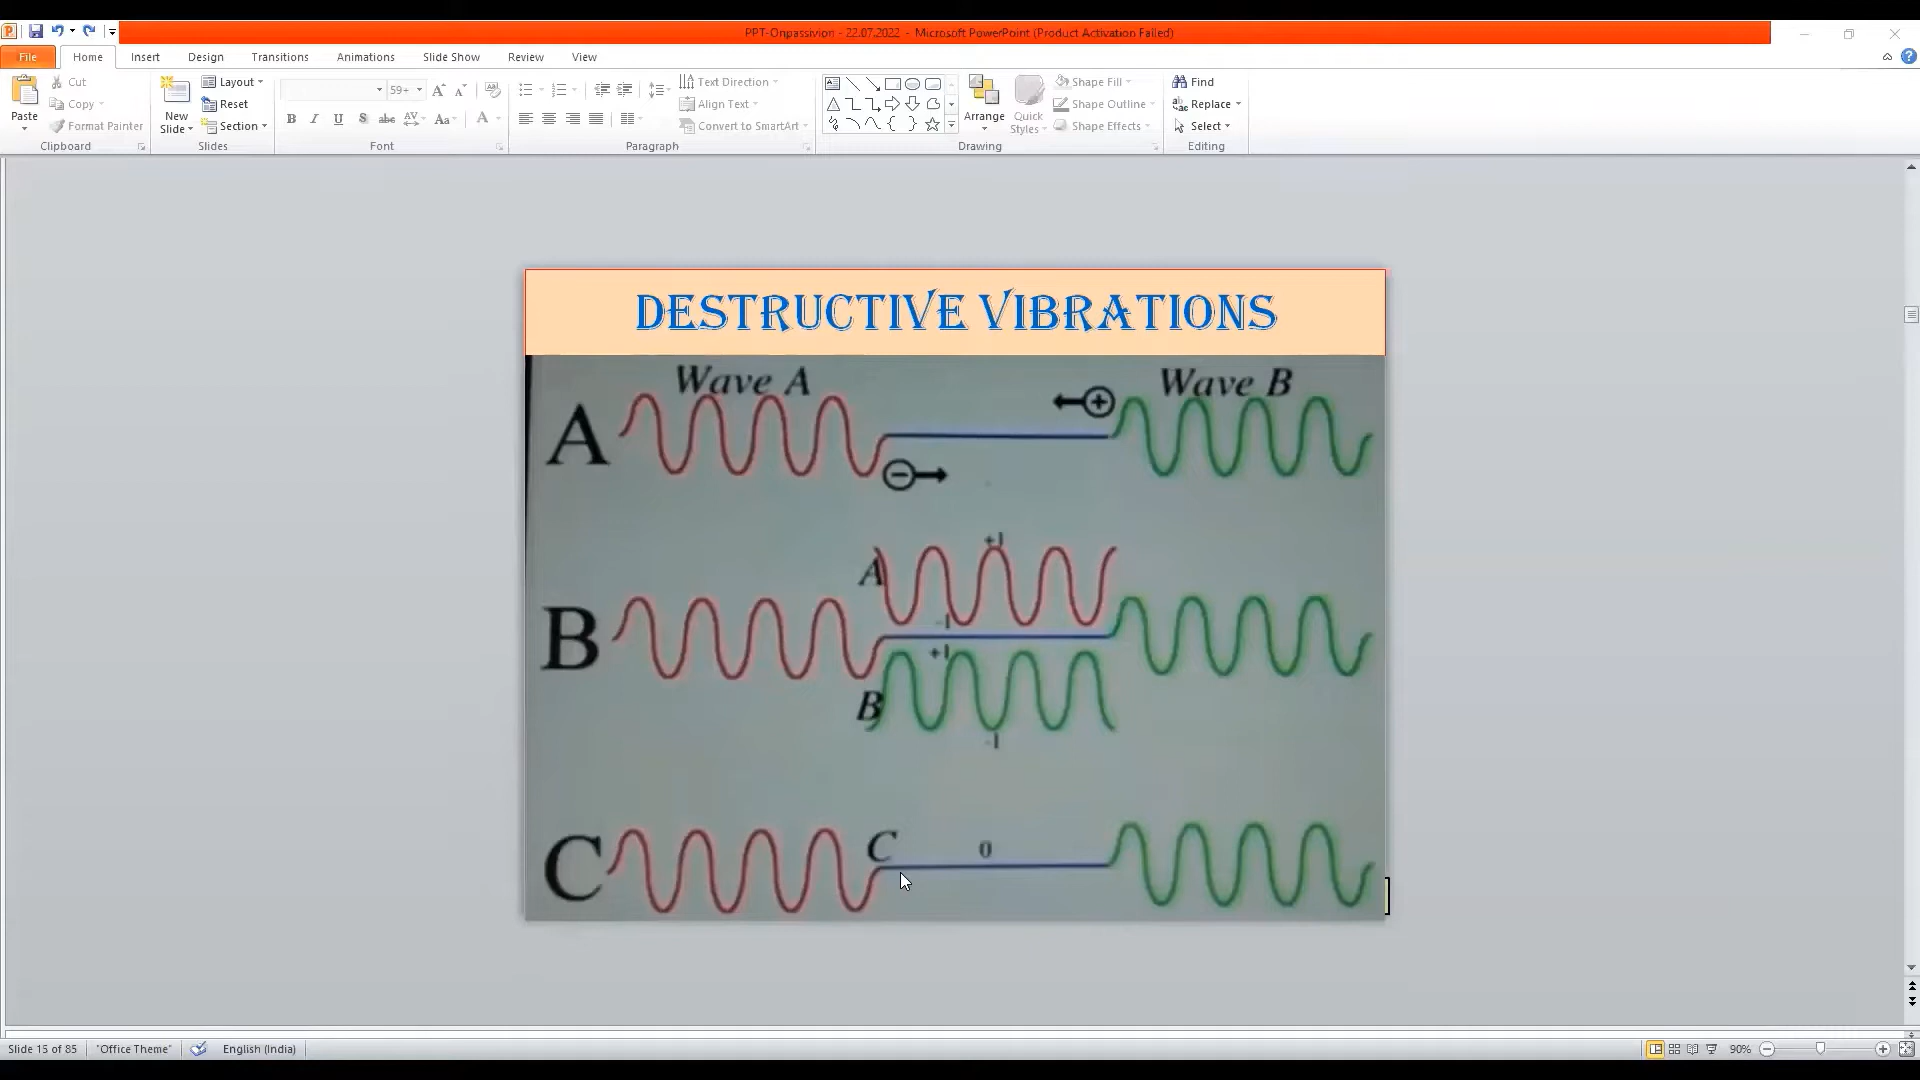 PPT-Onpassivion - 22.07.2022 - Microsoft PowerPoint (Product Activation Failed)
File Home Insert Design Transitions Animations Slide Show Review View
Paste
Cut
Copy
Format Painter
Clipboard
New Slide
Layout
Reset
Section
Slides
59+
Font
Text Direction
Align Text
Convert to SmartArt
Paragraph
Arrange
Quick Styles
Shape Fill
Shape Outline
Shape Effects
Drawing
Find
Replace
Select
Editing
DESTRUCTIVE VIBRATIONS
Wave A Wave B
A
+1
A
-1
B
+1
B
-1
C C 0
Slide 15 of 85 "Office Theme" English (India) 90%